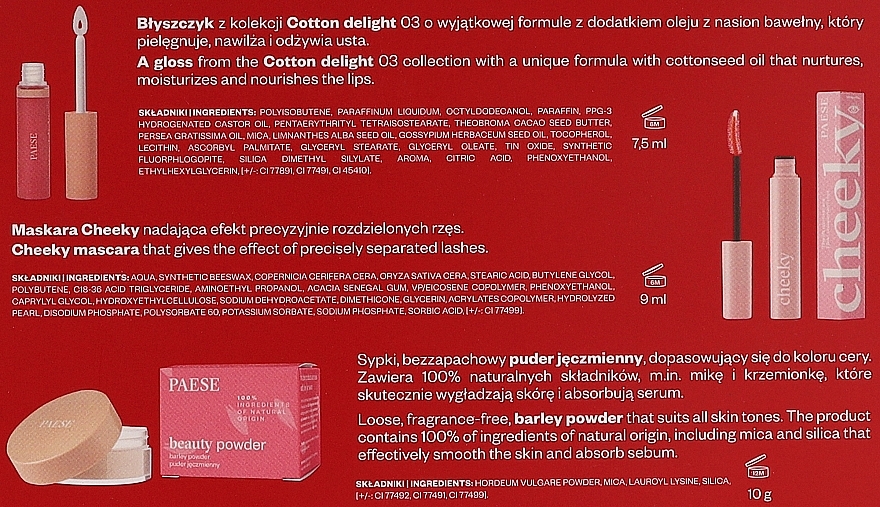 Błyszczyk z kolekcji Cotton delight 03 o wyjątkowej formule z dodatkiem oleju z nasion bawełny, który
pielęgnuje, nawilża i odżywia usta.
A gloss from the Cotton delight 03 collection with a unique formula with cottonseed oil that nurtures,
moisturizes and nourishes the lips.
PAESE
SKŁADNIKI | INGREDIENTS: POLYISOBUTENE, PARAFFINUM LIQUIDUM, OCTYLDODECANOL, PARAFFIN, PPG-3
HYDROGENATED CASTOR OIL, PENTAERYTHRITYL TETRAISOSTEARATE, THEOBROMA CACAO SEED BUTTER,
PERSEA GRATISSIMA OIL, MICA, LIMNANTHES ALBA SEED OIL, GOSSYPIUM HERBACEUM SEED OIL, TOCOPHEROL,
LECITHIN, ASCORBYL PALMITATE, GLYCERYL STEARATE, GLYCERYL OLEATE, TIN OXIDE, SYNTHETIC
FLUORPHLOGOPITE, SILICA DIMETHYL SILYLATE, AROMA, CITRIC ACID, PHENOXYETHANOL,
ETHYLHEXYLGLYCERIN, [+/-: CI 77891, CI 77491, CI 45410].
6M
7,5 ml
Maskara Cheeky nadająca efekt precyzyjnie rozdzielonych rzęs.
Cheeky mascara that gives the effect of precisely separated lashes.
SKŁADNIKI | INGREDIENTS: AQUA, SYNTHETIC BEESWAX, COPERNICIA CERIFERA CERA, ORYZA SATIVA CERA, STEARIC ACID, BUTYLENE GLYCOL,
POLYBUTENE, C18-36 ACID TRIGLYCERIDE, AMINOETHYL PROPANOL, ACACIA SENEGAL GUM, VP/EICOSENE COPOLYMER, PHENOXYETHANOL,
CAPRYLYL GLYCOL, HYDROXYETHYLCELLULOSE, SODIUM DEHYDROACETATE, DIMETHICONE, GLYCERIN, ACRYLATES COPOLYMER, HYDROLYZED
PEARL, DISODIUM PHOSPHATE, POLYSORBATE 60, POTASSIUM SORBATE, SODIUM PHOSPHATE, SORBIC ACID, [+/-: CI 77499].
6M
9 ml
cheeky
PAESE
cheeky
PAESE
PAESE
100%
INGREDIENTS
OF NATURAL
ORIGIN
beauty powder
barley powder
puder jęczmienny
Sypki, bezzapachowy puder jęczmienny, dopasowujący się do koloru cery.
Zawiera 100% naturalnych składników, m.in. mikę i krzemionkę, które
skutecznie wygładzają skórę i absorbują serum.
Loose, fragrance-free, barley powder that suits all skin tones. The product
contains 100% of ingredients of natural origin, including mica and silica that
effectively smooth the skin and absorb sebum.
SKŁADNIKI | INGREDIENTS: HORDEUM VULGARE POWDER, MICA, LAUROYL LYSINE, SILICA,
[+/-: CI 77492, CI 77491, CI 77499].
12M
10 g